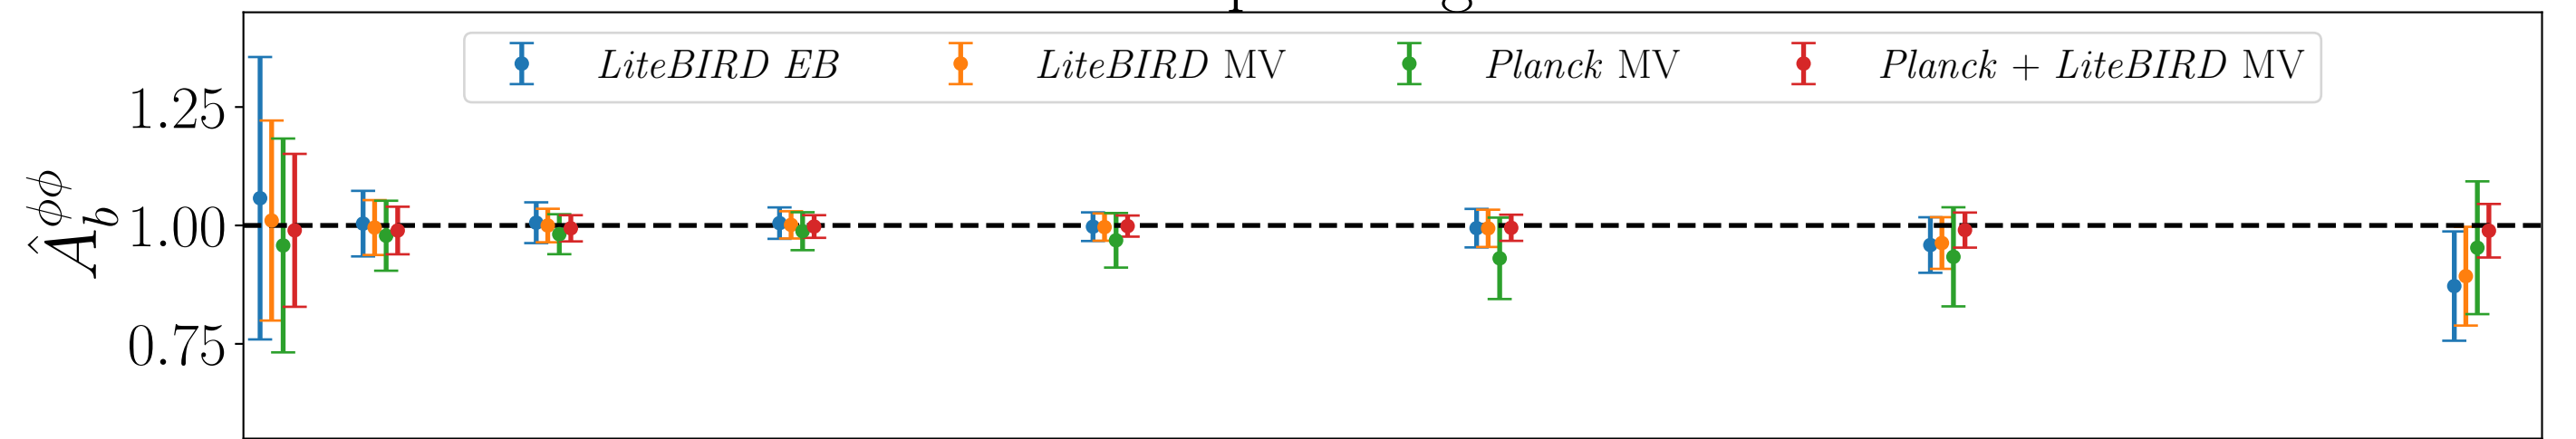 LiteBIRD EB
LiteBIRD MV
Planck MV
Planck + LiteBIRD MV
1.25
1.00
0.75
Â_b^{ϕϕ}